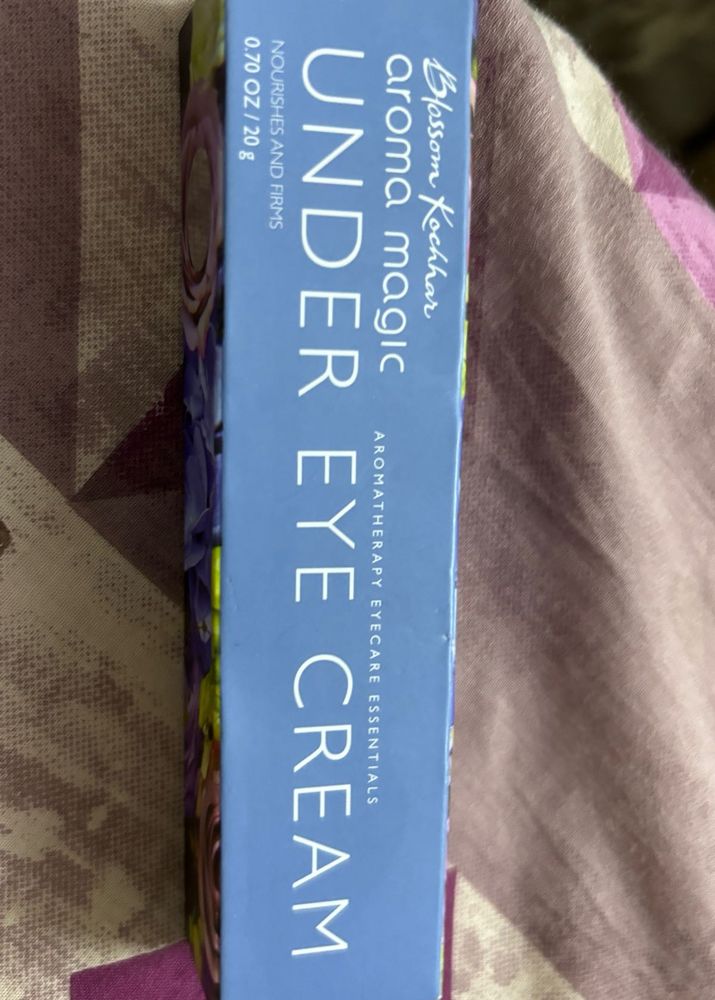 Blossom Kochhar
aroma magic
AROMATHERAPY EYECARE ESSENTIALS
UNDER EYE CREAM
NOURISHES AND FIRMS
0.70 OZ / 20 g